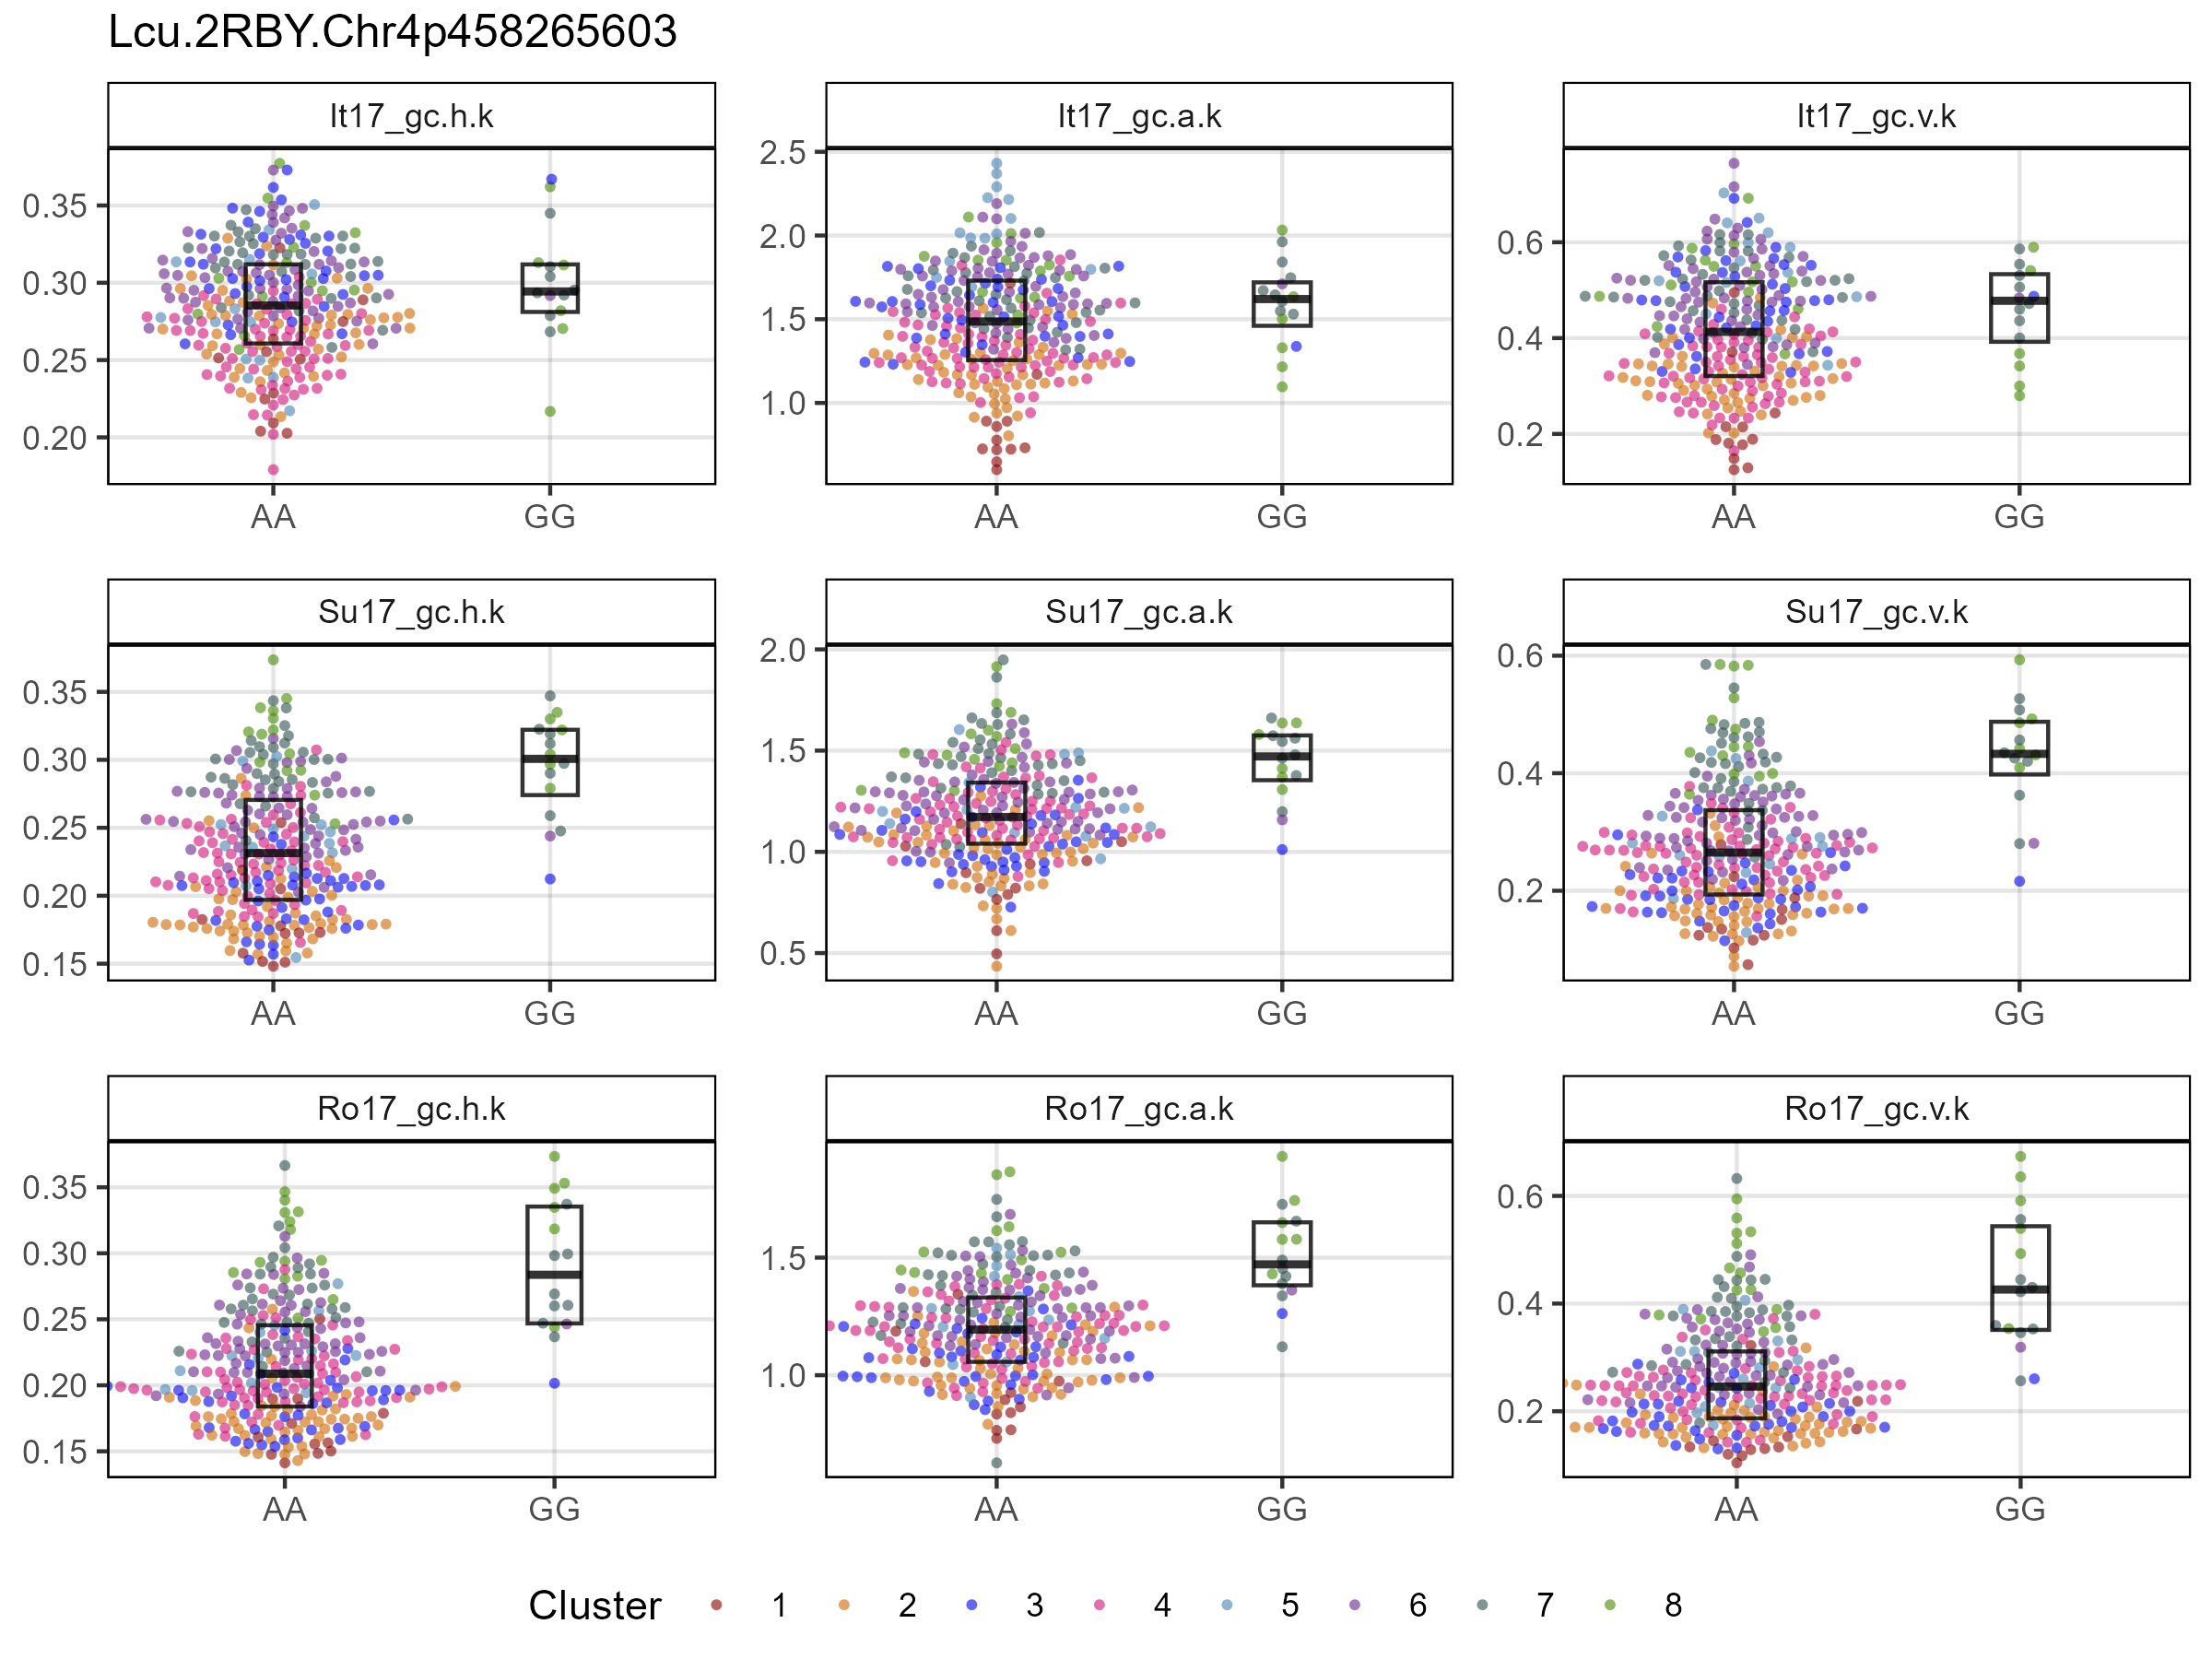 Lcu.2RBY.Chr4p458265603
It17_gc.h.k
It17_gc.a.k
It17_gc.v.k
0.35
0.30
0.25
0.20
AA GG
2.5
2.0
1.5
1.0
AA GG
0.6
0.4
0.2
AA GG
Su17_gc.h.k
Su17_gc.a.k
Su17_gc.v.k
0.35
0.30
0.25
0.20
0.15
AA GG
2.0
1.5
1.0
0.5
AA GG
0.6
0.4
0.2
AA GG
Ro17_gc.h.k
Ro17_gc.a.k
Ro17_gc.v.k
0.35
0.30
0.25
0.20
0.15
AA GG
1.5
1.0
AA GG
0.6
0.4
0.2
AA GG
Cluster 1 2 3 4 5 6 7 8